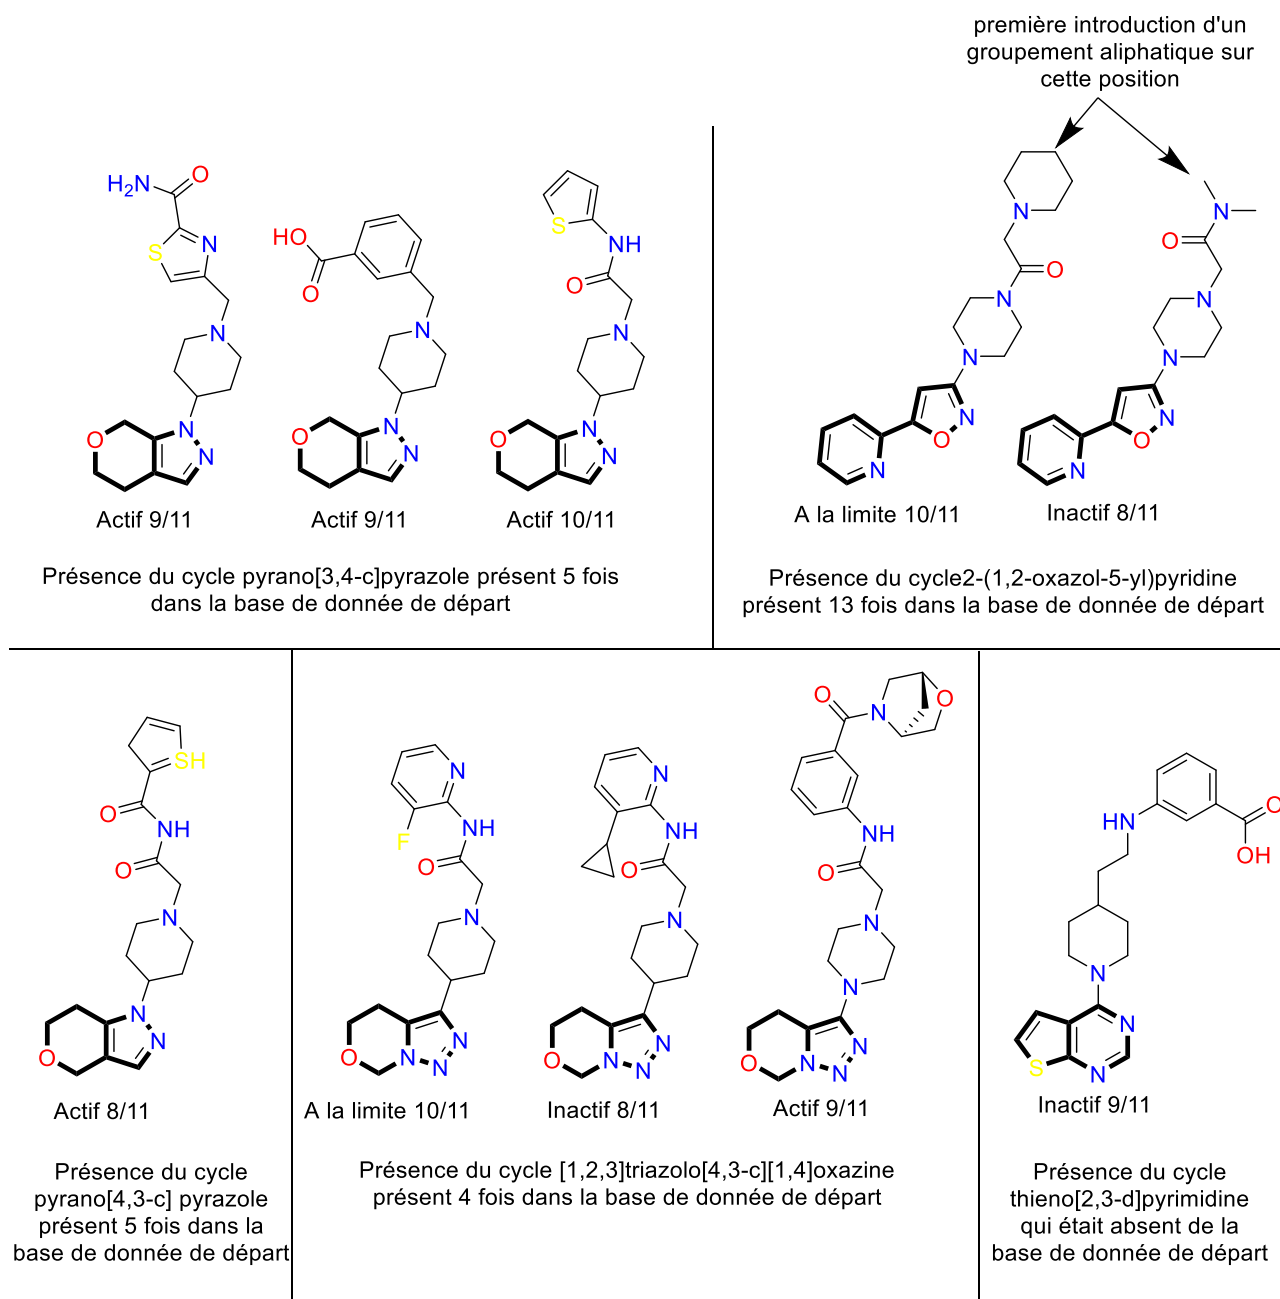 première introduction d'un
groupement aliphatique sur
cette position
H2N
O
S
N
N
O
N
N
Actif 9/11
HO
O
N
O
N
N
Actif 9/11
S
NH
O
N
O
N
N
Actif 10/11
Présence du cycle pyrano[3,4-c]pyrazole présent 5 fois
dans la base de donnée de départ
N
O
N
N
N
O
N
A la limite 10/11
N
O
N
N
N
O
N
Inactif 8/11
Présence du cycle2-(1,2-oxazol-5-yl)pyridine
présent 13 fois dans la base de donnée de départ
SH
O
NH
O
N
N
N
O
Actif 8/11
Présence du cycle
pyrano[4,3-c] pyrazole
présent 5 fois dans la
base de donnée de départ
N
F
NH
O
N
O
N
N
N
A la limite 10/11
N
NH
O
N
O
N
N
N
Inactif 8/11
O
N
O
NH
O
N
N
O
N
N
N
Actif 9/11
Présence du cycle [1,2,3]triazolo[4,3-c][1,4]oxazine
présent 4 fois dans la base de donnée de départ
HN
O
OH
N
N
S
N
Inactif 9/11
Présence du cycle
thieno[2,3-d]pyrimidine
qui était absent de la
base de donnée de départ